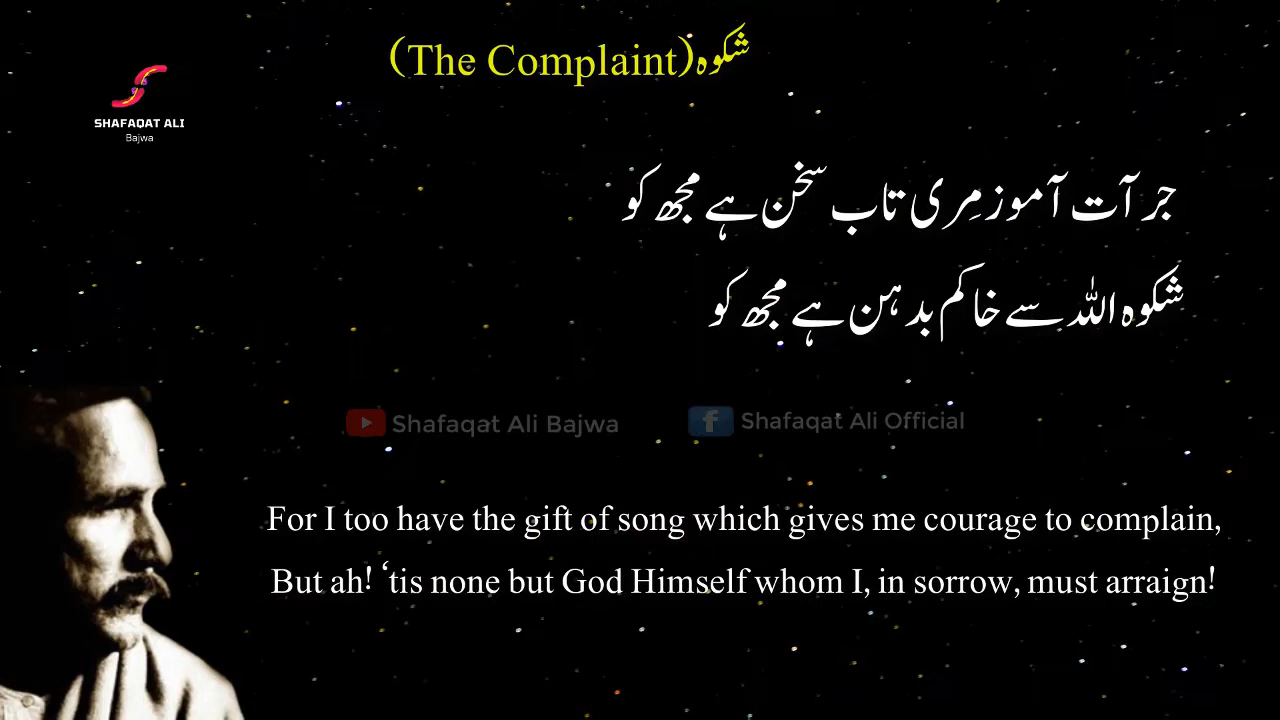 شکوہ(The Complaint)
SHAFAQAT ALI
Bajwa
جرآت آموز مِری تاب سخن ہے مجھ کو
شکوہ اللہ سے خاکم بدہن ہے مجھ کو
Shafaqat Ali Bajwa
Shafaqat Ali Official
For I too have the gift of song which gives me courage to complain,
But ah! ‘tis none but God Himself whom I, in sorrow, must arraign!